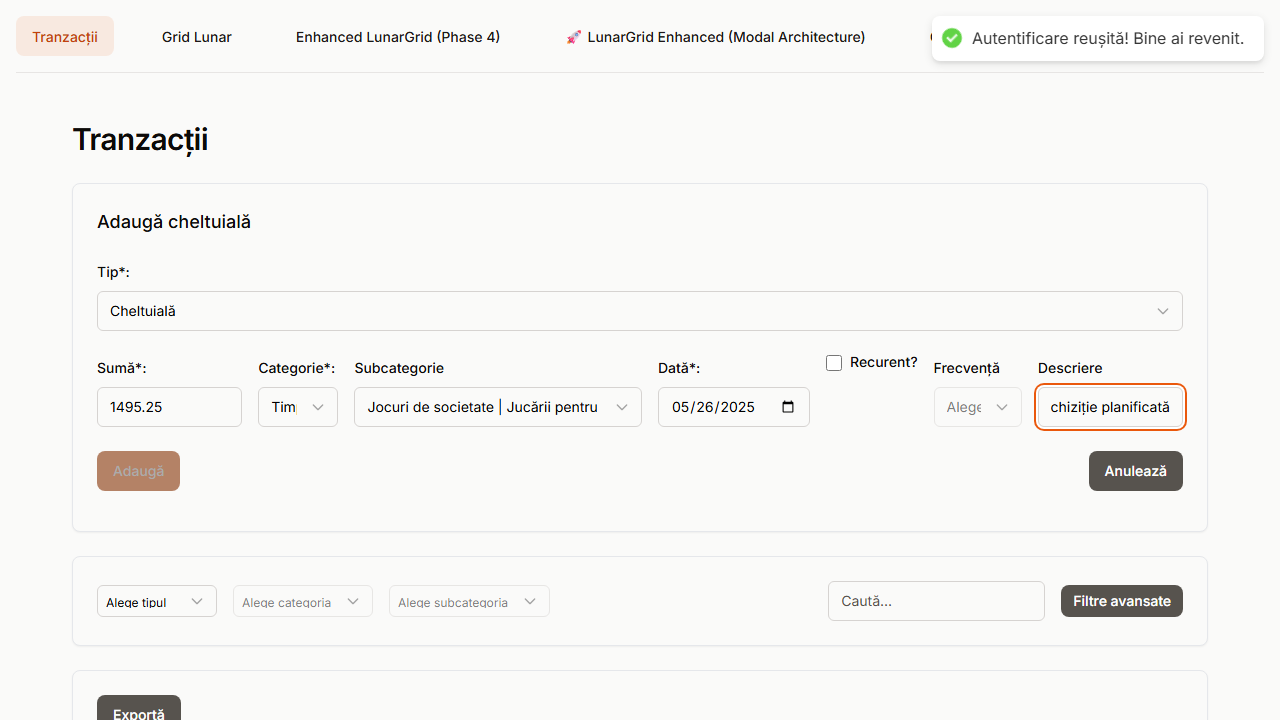 Tranzacții
Grid Lunar
Enhanced LunarGrid (Phase 4)
🚀 LunarGrid Enhanced (Modal Architecture)
Autentificare reușită! Bine ai revenit.
Tranzacții
Adaugă cheltuială
Tip*:
Cheltuială
Sumă*:
Categorie*:
Subcategorie
Dată*:
Recurent?
Frecvență
Descriere
1495.25
Jocuri de societate | Jucării pentru
05/26/2025
Alege
chiziție planificată
Adaugă
Anulează
Alege tipul
Alege categoria
Alege subcategoria
Caută...
Filtre avansate
Exportă